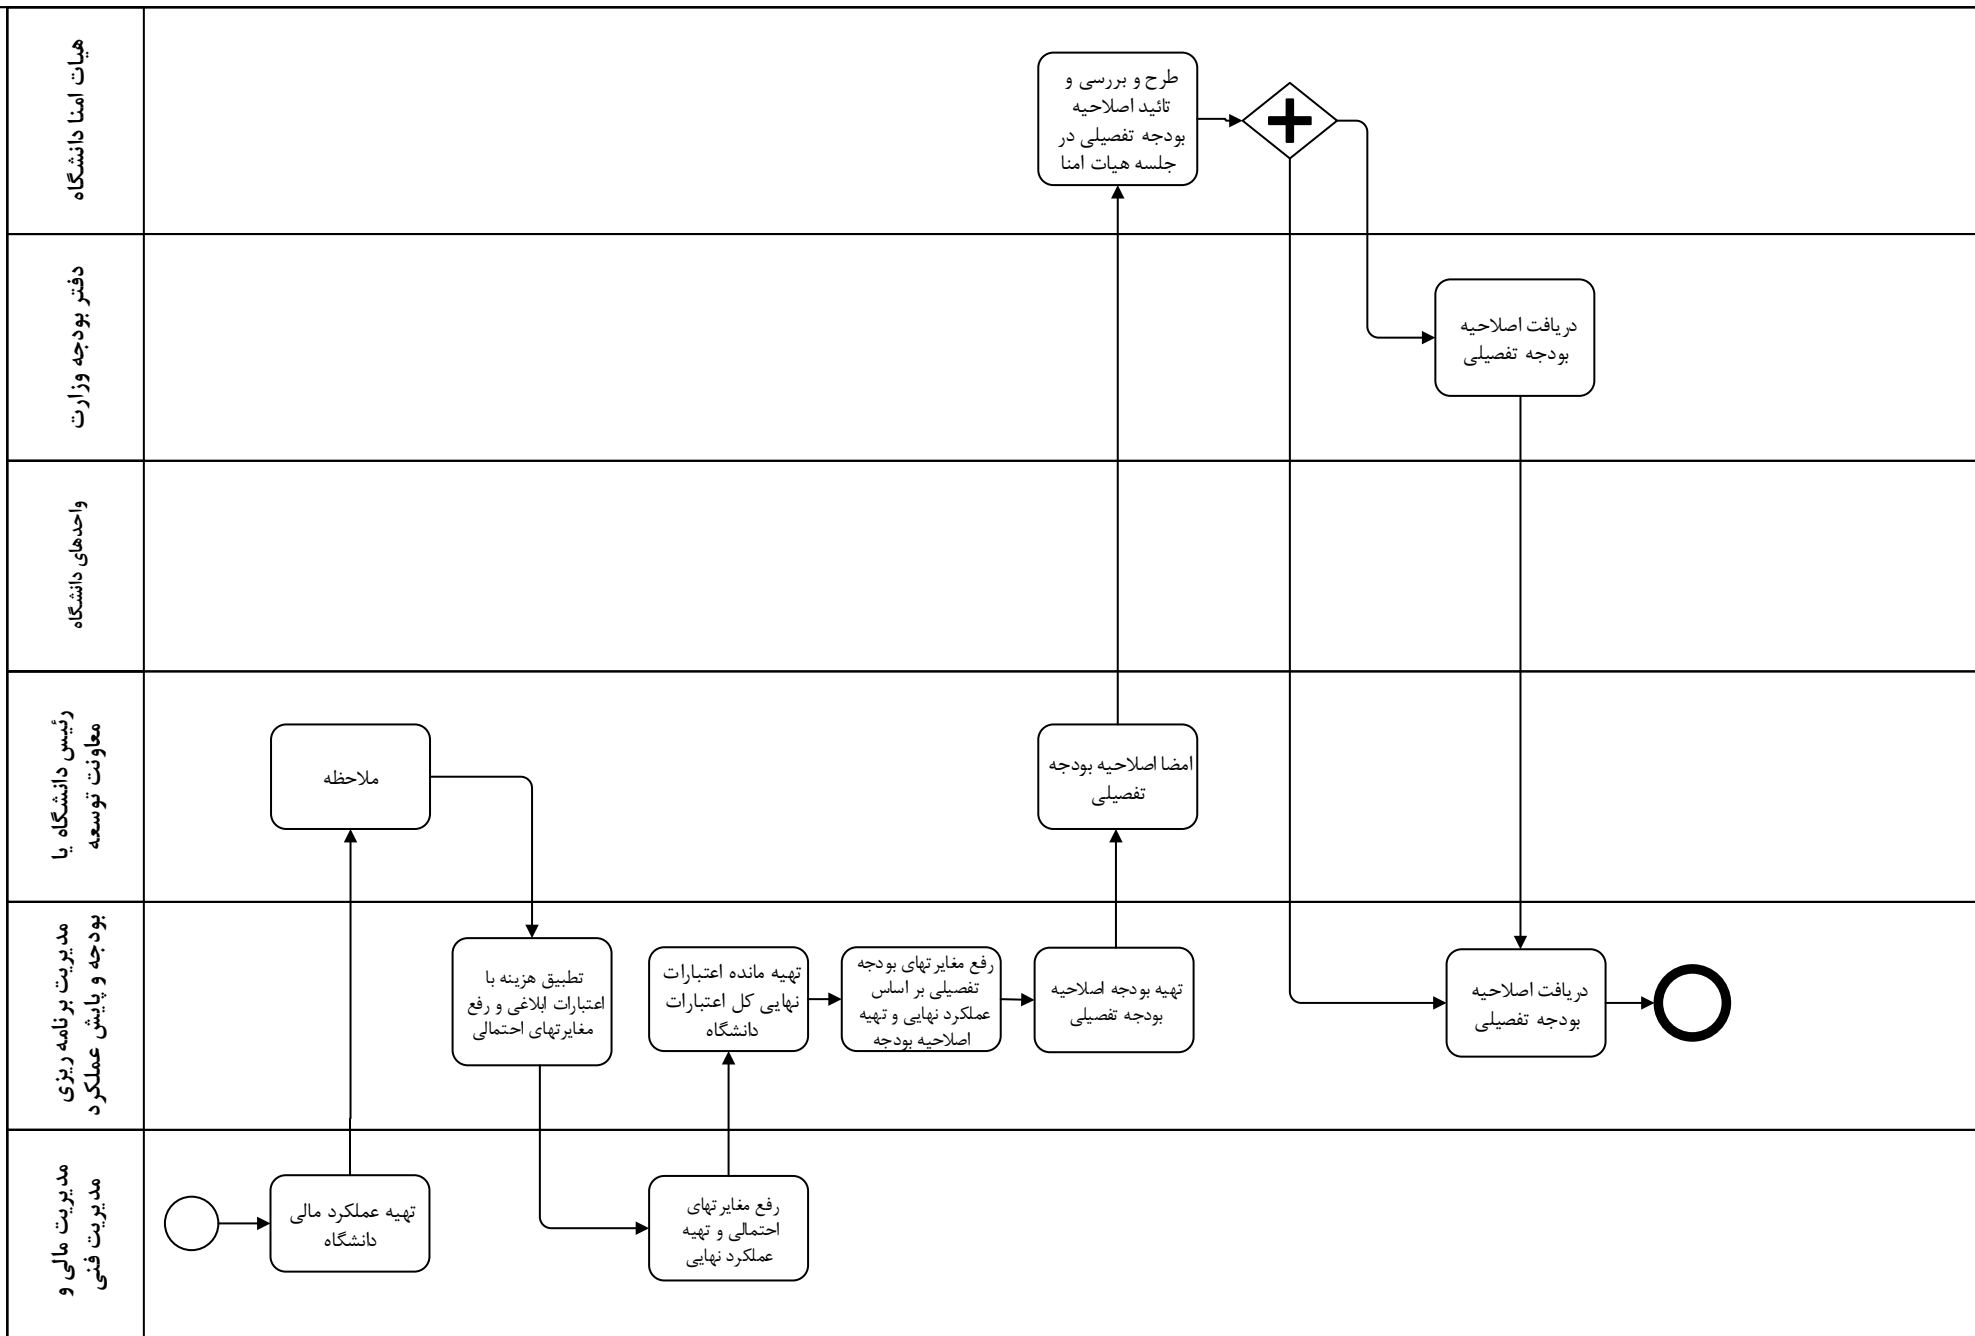 هیات امنا دانشگاه
طرح و بررسی و
تائید اصلاحیه
بودجه تفصیلی در
جلسه هیات امنا
دفتر بودجه وزارت
دریافت اصلاحیه
بودجه تفصیلی
واحدهای دانشگاه
رئیس دانشگاه یا
معاونت توسعه
ملاحظه
امضا اصلاحیه بودجه
تفصیلی
مدیریت برنامه ریزی
بودجه و پایش عملکرد
تطبیق هزینه با
اعتبارات ابلاغی و رفع
مغایرتهای احتمالی
تهیه مانده اعتبارات
نهایی کل اعتبارات
دانشگاه
رفع مغایرتهای بودجه
تفصیلی بر اساس
عملکرد نهایی و تهیه
اصلاحیه بودجه
تهیه بودجه اصلاحیه
بودجه تفصیلی
دریافت اصلاحیه
بودجه تفصیلی
مدیریت مالی و
مدیریت فنی
تهیه عملکرد مالی
دانشگاه
رفع مغایرتهای
احتمالی و تهیه
عملکرد نهایی